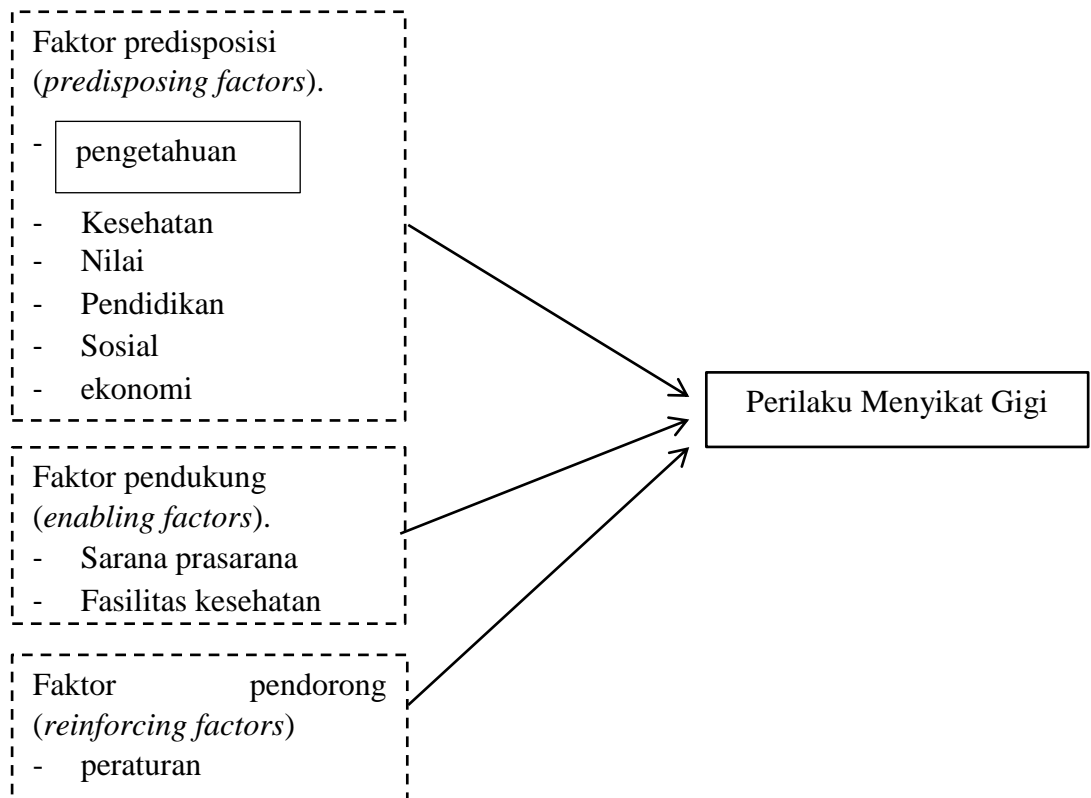 Faktor predisposisi
(predisposing factors).
- pengetahuan
- Kesehatan
- Nilai
- Pendidikan
- Sosial
- ekonomi
Perilaku Menyikat Gigi
Faktor pendukung
(enabling factors).
- Sarana prasarana
- Fasilitas kesehatan
Faktor pendorong
(reinforcing factors)
- peraturan